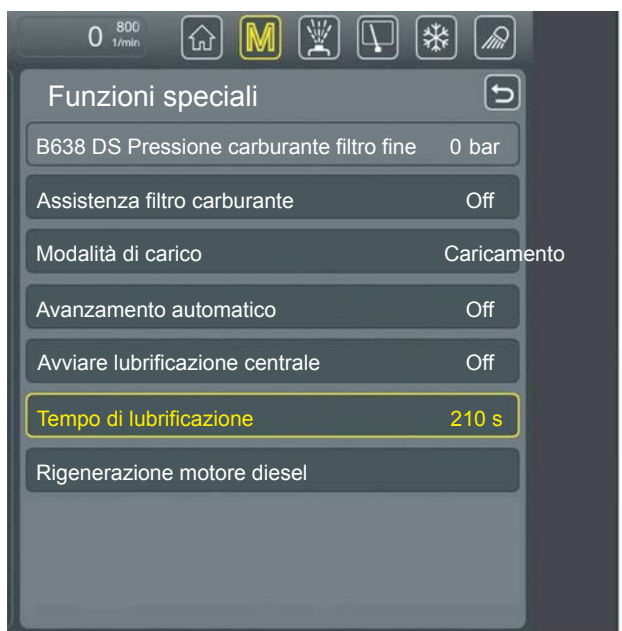 0 800 1/min M
Funzioni speciali
B638 DS Pressione carburante filtro fine 0 bar
Assistenza filtro carburante Off
Modalità di carico Caricamento
Avanzamento automatico Off
Avviare lubrificazione centrale Off
Tempo di lubrificazione 210 s
Rigenerazione motore diesel